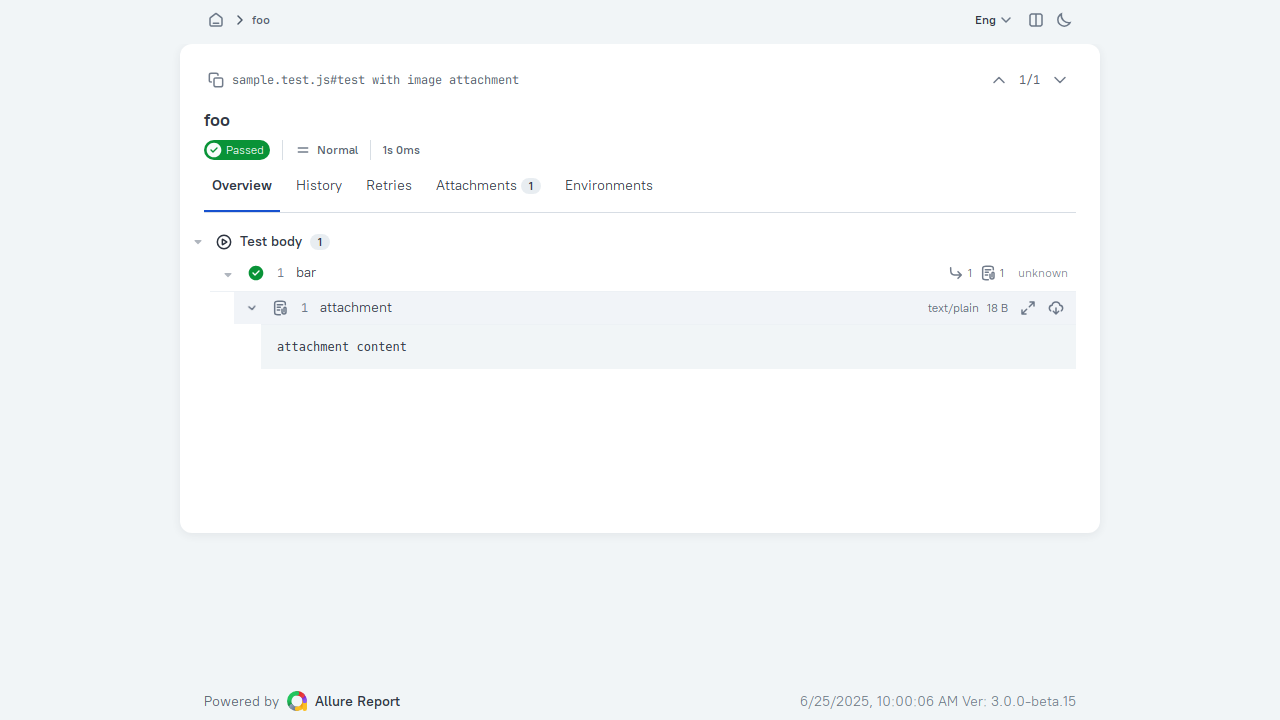 foo
Eng
sample.test.js#test with image attachment
1/1
foo
Passed
Normal
1s 0ms
Overview
History
Retries
Attachments 1
Environments
Test body 1
1 bar
1
1
unknown
1 attachment
text/plain 18 B
attachment content
Powered by Allure Report
6/25/2025, 10:00:06 AM Ver: 3.0.0-beta.15